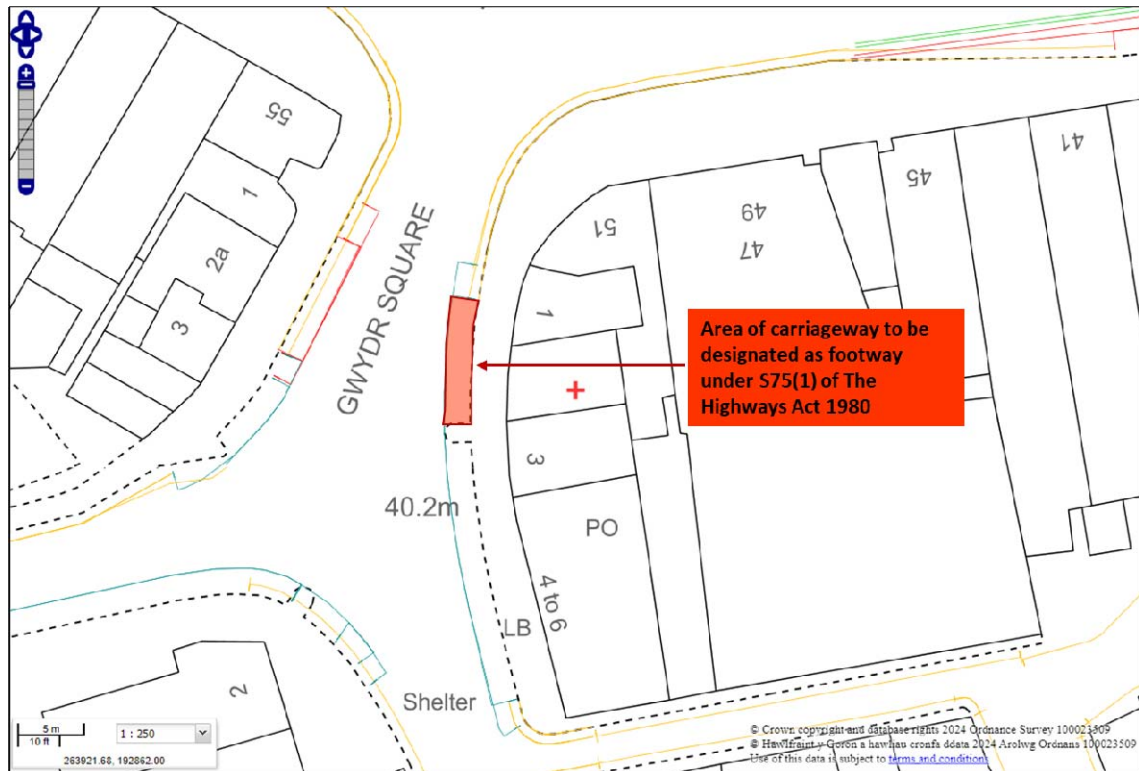 55
1
2a
3
GWYDR SQUARE
51
1
3
49
47
45
41
Area of carriageway to be
designated as footway
under S75(1) of The
Highways Act 1980
40.2m
PO
4 to 6
LB
Shelter
2
5 m
10 ft
1 : 250
263921.68, 192862.00
© Crown copyright and database rights 2024 Ordnance Survey 100023509
© Hawlfraint y Goron a hawliau cronfa ddata 2024 Arolwg Ordnans 100023509
Use of this data is subject to terms and conditions